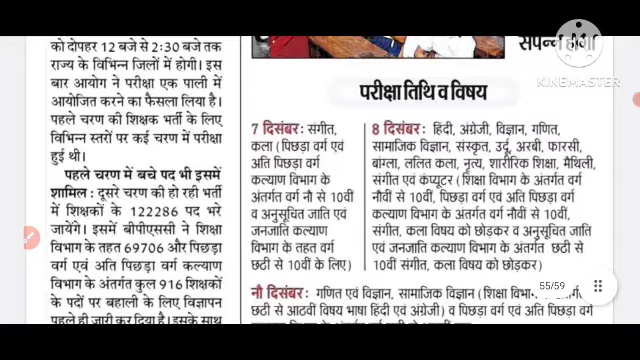 को दोपहर 12 बजे से 2:30 बजे तक
राज्य के विभिन्न जिलों में होगी। इस
बार आयोग ने परीक्षा एक पाली में
आयोजित करने का फैसला लिया है।
पहले चरण की शिक्षक भर्ती के लिए
विभिन्न स्तरों पर कई चरण में परीक्षा
हुई थी।
पहले चरण में बचे पद भी इसमें
शामिल: दूसरे चरण की हो रही भर्ती
में शिक्षकों के 122286 पद भरे
जायेंगे। इसमें बीपीएससी ने शिक्षा
विभाग के तहत 69706 और पिछड़ा
वर्ग एवं अति पिछड़ा वर्ग कल्याण
विभाग के अंतर्गत कुल 916 शिक्षकों
के पदों पर बहाली के लिए विज्ञापन
पहले ही जारी कर दिया है। इसके साथ
संपन्न होगी
KINEMASTER
परीक्षा तिथि व विषय
7 दिसंबर: संगीत,
कला (पिछड़ा वर्ग एवं
अति पिछड़ा वर्ग
कल्याण विभाग के
अंतर्गत वर्ग नौ से 10वीं
व अनुसूचित जाति एवं
जनजाति कल्याण
विभाग के तहत वर्ग
छठी से 10वीं के लिए)
8 दिसंबर: हिंदी, अंग्रेजी, विज्ञान, गणित,
सामाजिक विज्ञान, संस्कृत, उर्दू, अरबी, फारसी,
बांग्ला, ललित कला, नृत्य, शारीरिक शिक्षा, मैथिली,
संगीत एवं कंप्यूटर (शिक्षा विभाग के अंतर्गत वर्ग
नौवीं से 10वीं, पिछड़ा वर्ग एवं अति पिछड़ा वर्ग
कल्याण विभाग के अंतर्गत वर्ग नौवीं से 10वीं,
संगीत, कला विषय को छोड़कर व अनुसूचित जाति
एवं जनजाति कल्याण विभाग के अंतर्गत छठी से
10वीं संगीत, कला विषय को छोड़कर)
55/59
नौ दिसंबर: गणित एवं विज्ञान, सामाजिक विज्ञान (शिक्षा विभाग
छठी से आठवीं विषय भाषा हिंदी एवं अंग्रेजी) व पिछड़ा वर्ग एवं अति पिछड़ा वर्ग